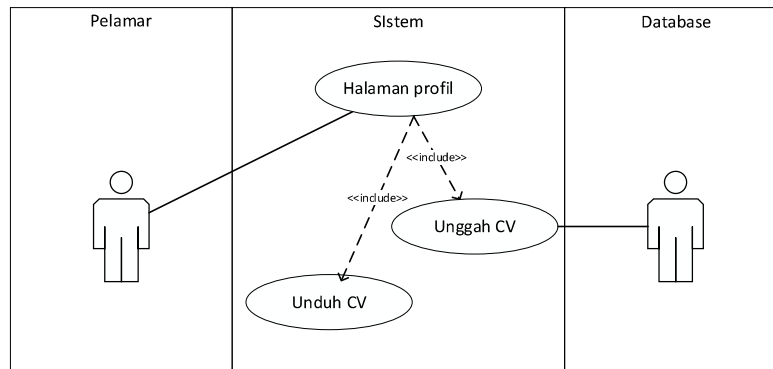 Pelamar
SIstem
Database
Halaman profil
<<include>>
<<include>>
Unggah CV
Unduh CV